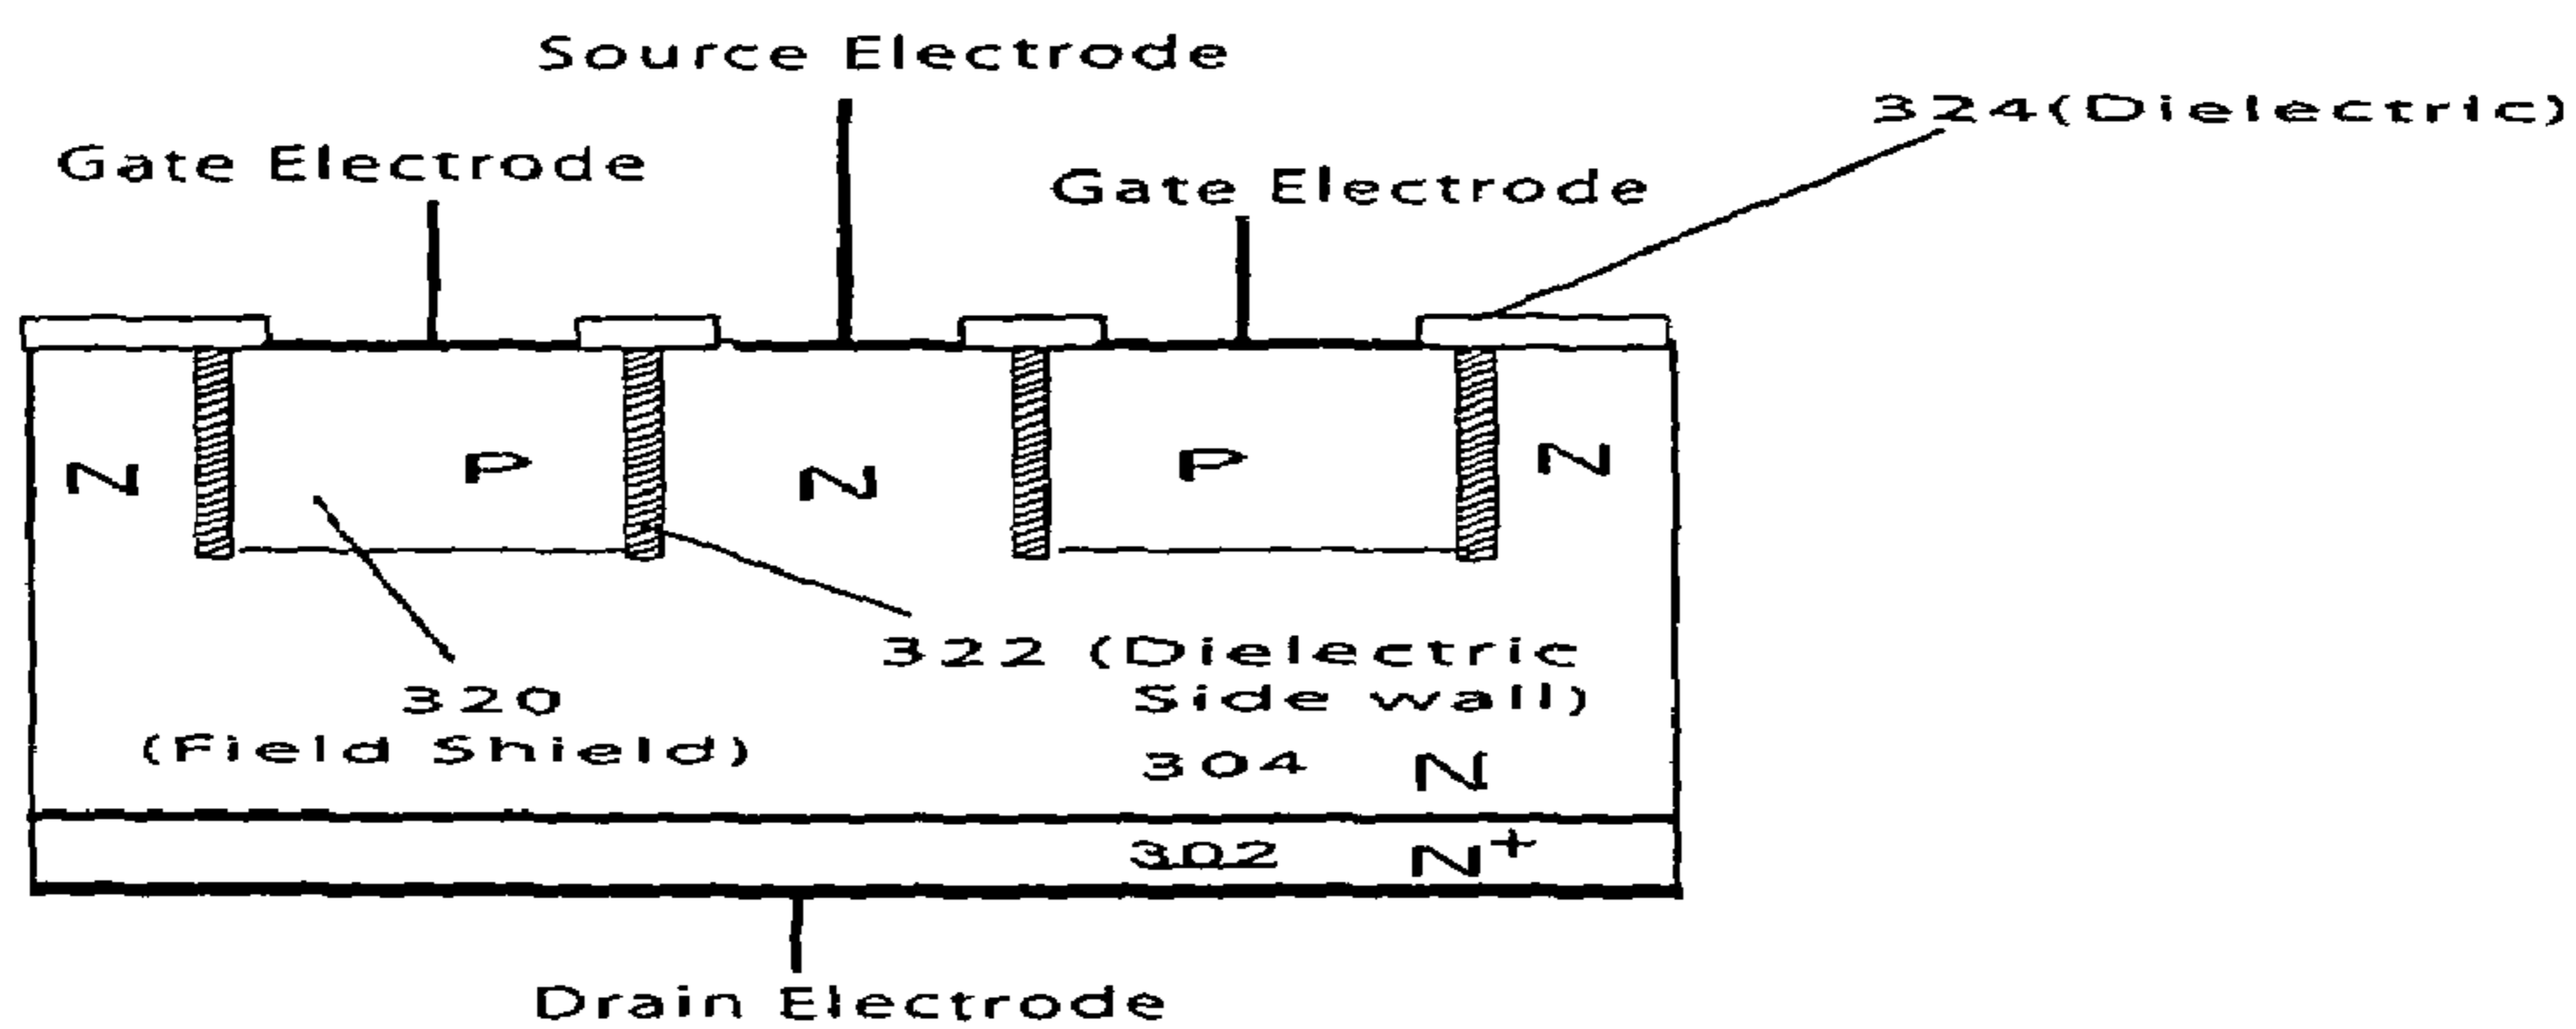 Source Electrode
324(Dielectric)
Gate Electrode
Gate Electrode
N
P
N
P
N
322 (Dielectric
Side wall)
320
(Field Shield)
304 N
302 N+
Drain Electrode